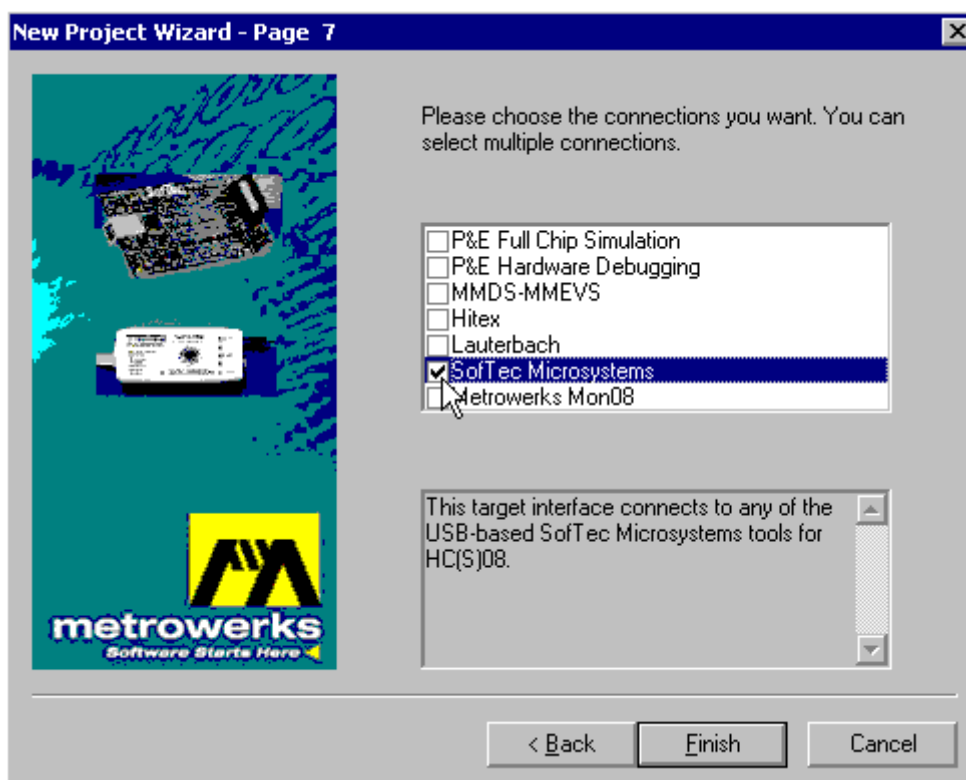 New Project Wizard - Page 7
Please choose the connections you want. You can
select multiple connections.
P&E Full Chip Simulation
P&E Hardware Debugging
MMDS-MMEVS
Hitex
Lauterbach
SofTec Microsystems
Metrowerks Mon08
This target interface connects to any of the
USB-based SofTec Microsystems tools for
HC(S)08.
SofTec
metrowerks
Software Starts Here
< Back
Finish
Cancel